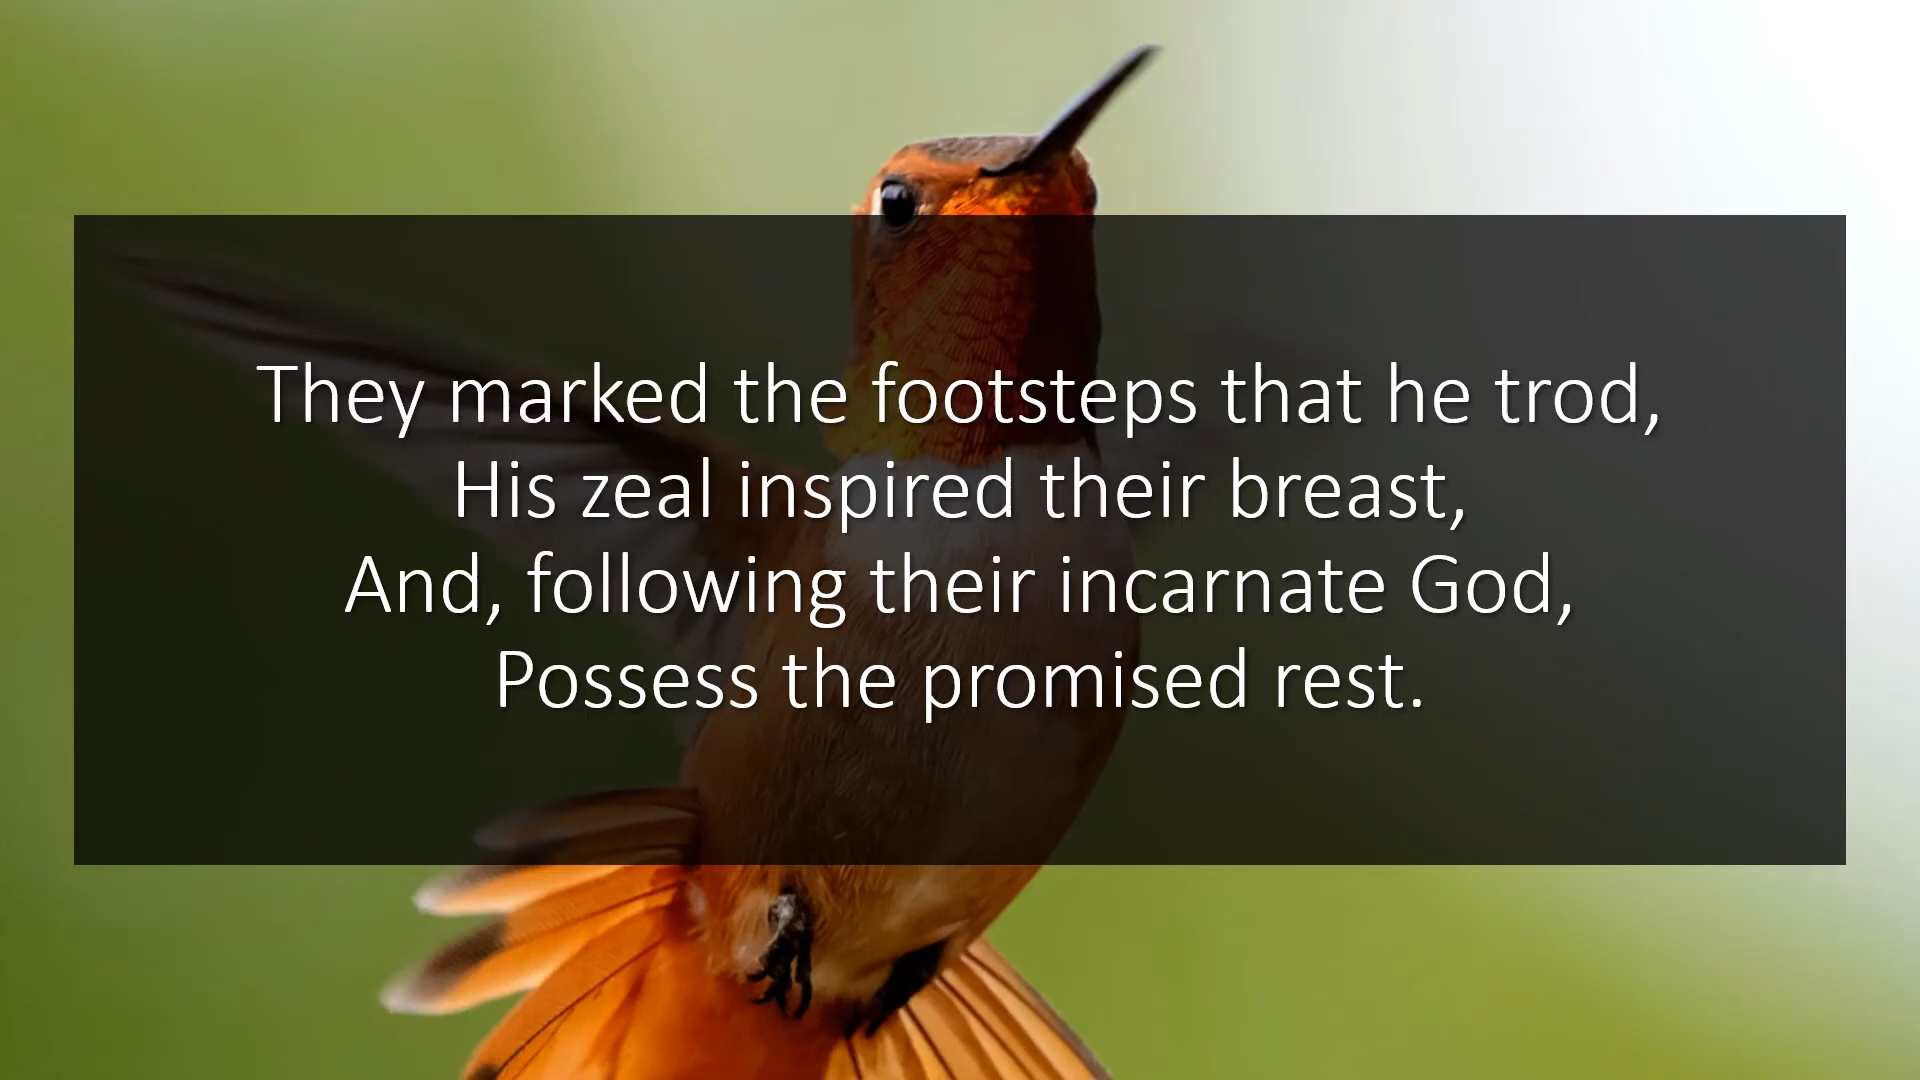 They marked the footsteps that he trod,
His zeal inspired their breast,
And, following their incarnate God,
Possess the promised rest.